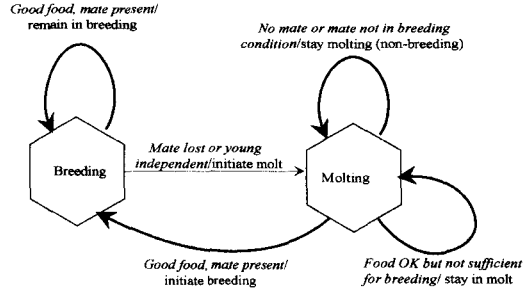 Good food, mate present/
remain in breeding
No mate or mate not in breeding
condition/stay molting (non-breeding)
Mate lost or young
independent/initiate molt
Breeding
Molting
Good food, mate present/
initiate breeding
Food OK but not sufficient
for breeding/ stay in molt